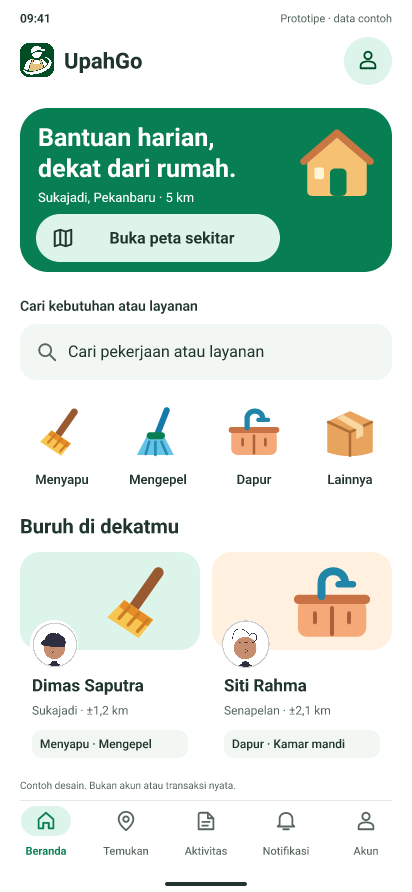 09:41
Prototipe · data contoh
UpahGo
Bantuan harian,
dekat dari rumah.
Sukajadi, Pekanbaru · 5 km
Buka peta sekitar
Cari kebutuhan atau layanan
Cari pekerjaan atau layanan
Menyapu
Mengepel
Dapur
Lainnya
Buruh di dekatmu
Dimas Saputra
Sukajadi · ±1,2 km
Menyapu · Mengepel
Siti Rahma
Senapelan · ±2,1 km
Dapur · Kamar mandi
Contoh desain. Bukan akun atau transaksi nyata.
Beranda
Temukan
Aktivitas
Notifikasi
Akun